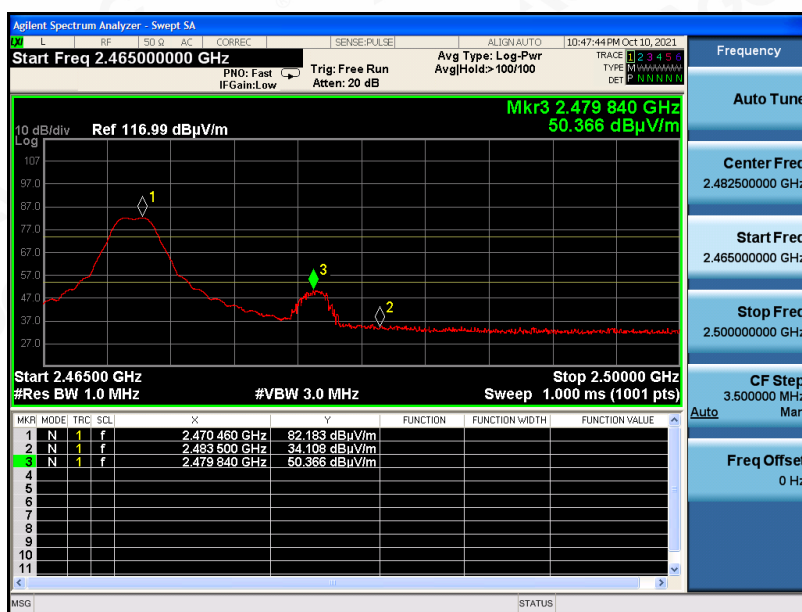 Agilent Spectrum Analyzer - Swept SA
LXI L RF 50 Ω AC CORREC SENSE:PULSE ALIGN AUTO 10:47:44 PM Oct 10, 2021
Start Freq 2.465000000 GHz
PNO: Fast
IFGain:Low
Trig: Free Run
Atten: 20 dB
Avg Type: Log-Pwr
Avg|Hold:>100/100
TRACE 1 2 3 4 5 6
TYPE M
DET P N N N N N
Mkr3 2.479 840 GHz
50.366 dBµV/m
10 dB/div Ref 116.99 dBµV/m
Log
107
97.0
87.0
77.0
67.0
57.0
47.0
37.0
27.0
1
3
2
Start 2.46500 GHz Stop 2.50000 GHz
#Res BW 1.0 MHz #VBW 3.0 MHz Sweep 1.000 ms (1001 pts)
MKR MODE TRC SCL X Y FUNCTION FUNCTION WIDTH FUNCTION VALUE
1 N 1 f 2.470 460 GHz 82.183 dBµV/m
2 N 1 f 2.483 500 GHz 34.108 dBµV/m
3 N 1 f 2.479 840 GHz 50.366 dBµV/m
4
5
6
7
8
9
10
11
MSG STATUS
Frequency
Auto Tune
Center Freq
2.482500000 GHz
Start Freq
2.465000000 GHz
Stop Freq
2.500000000 GHz
CF Step
3.500000 MHz
Auto Man
Freq Offset
0 Hz